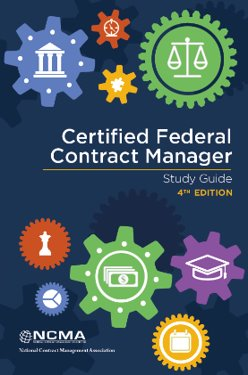 Certified Federal
Contract Manager
Study Guide
4TH EDITION
NCMA
National Contract Management Association